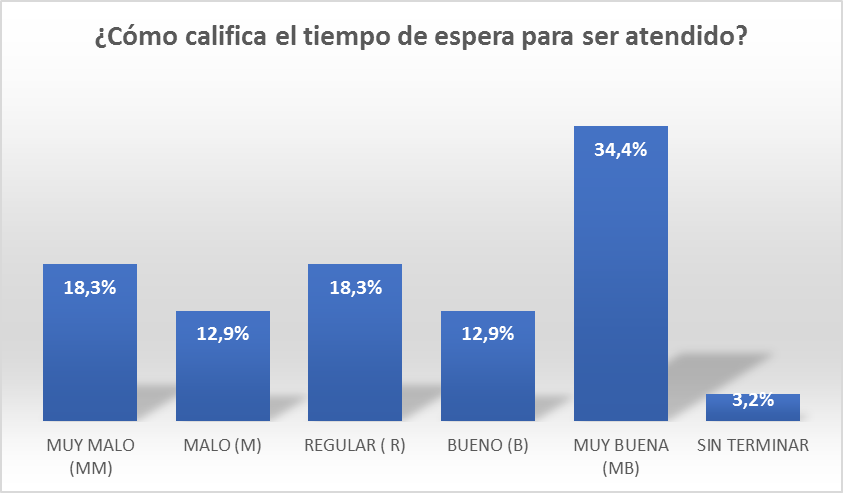 ¿Cómo califica el tiempo de espera para ser atendido?
34,4%
18,3%
18,3%
12,9%
12,9%
3,2%
MUY MALO
(MM)
MALO (M)
REGULAR ( R)
BUENO (B)
MUY BUENA
(MB)
SIN TERMINAR